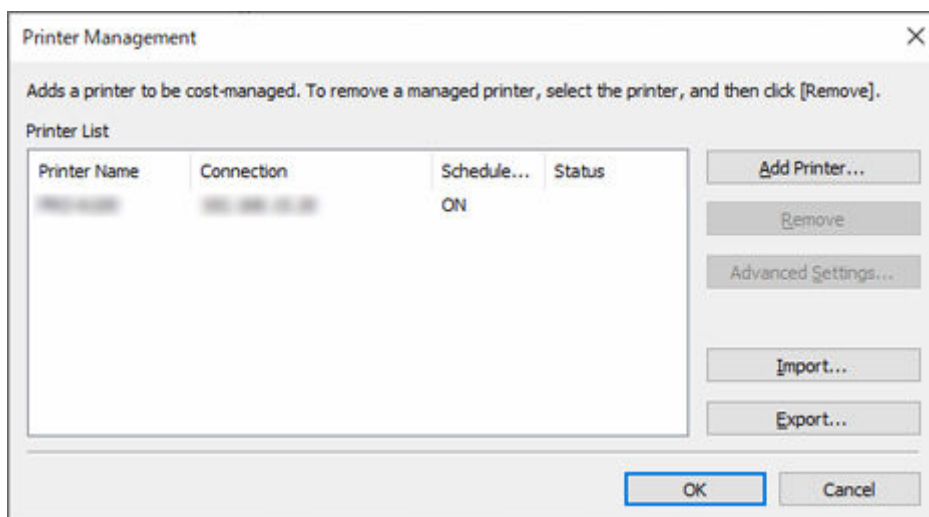 Printer Management
Adds a printer to be cost-managed. To remove a managed printer, select the printer, and then click [Remove].
Printer List
Printer Name Connection Schedule... Status
ON
Add Printer...
Remove
Advanced Settings...
Import...
Export...
OK Cancel